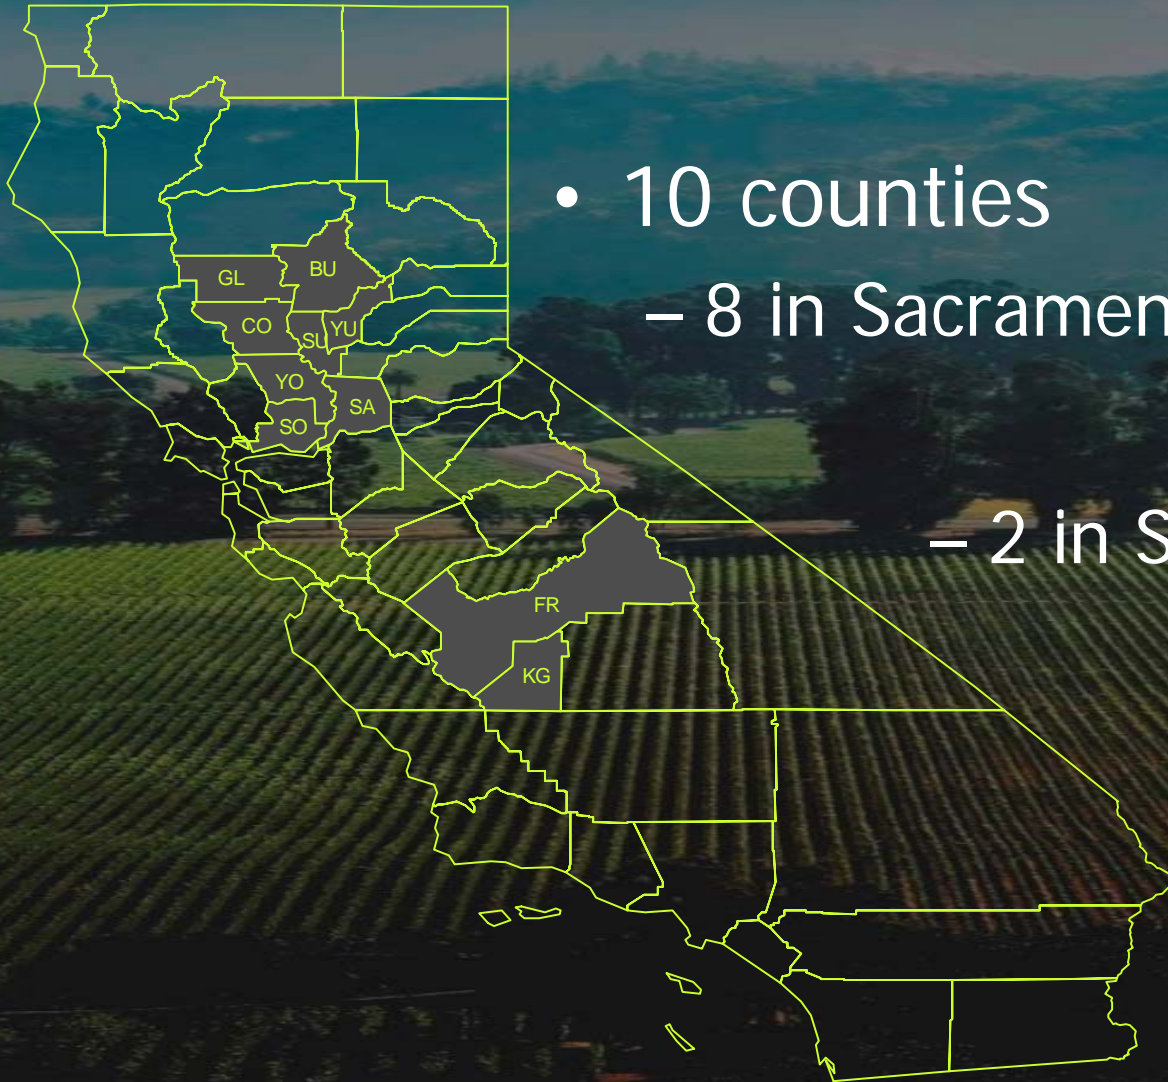 • 10 counties
– 8 in Sacramen
– 2 in S
BU
GL
CO
SU
YU
YO
SA
SO
FR
KG